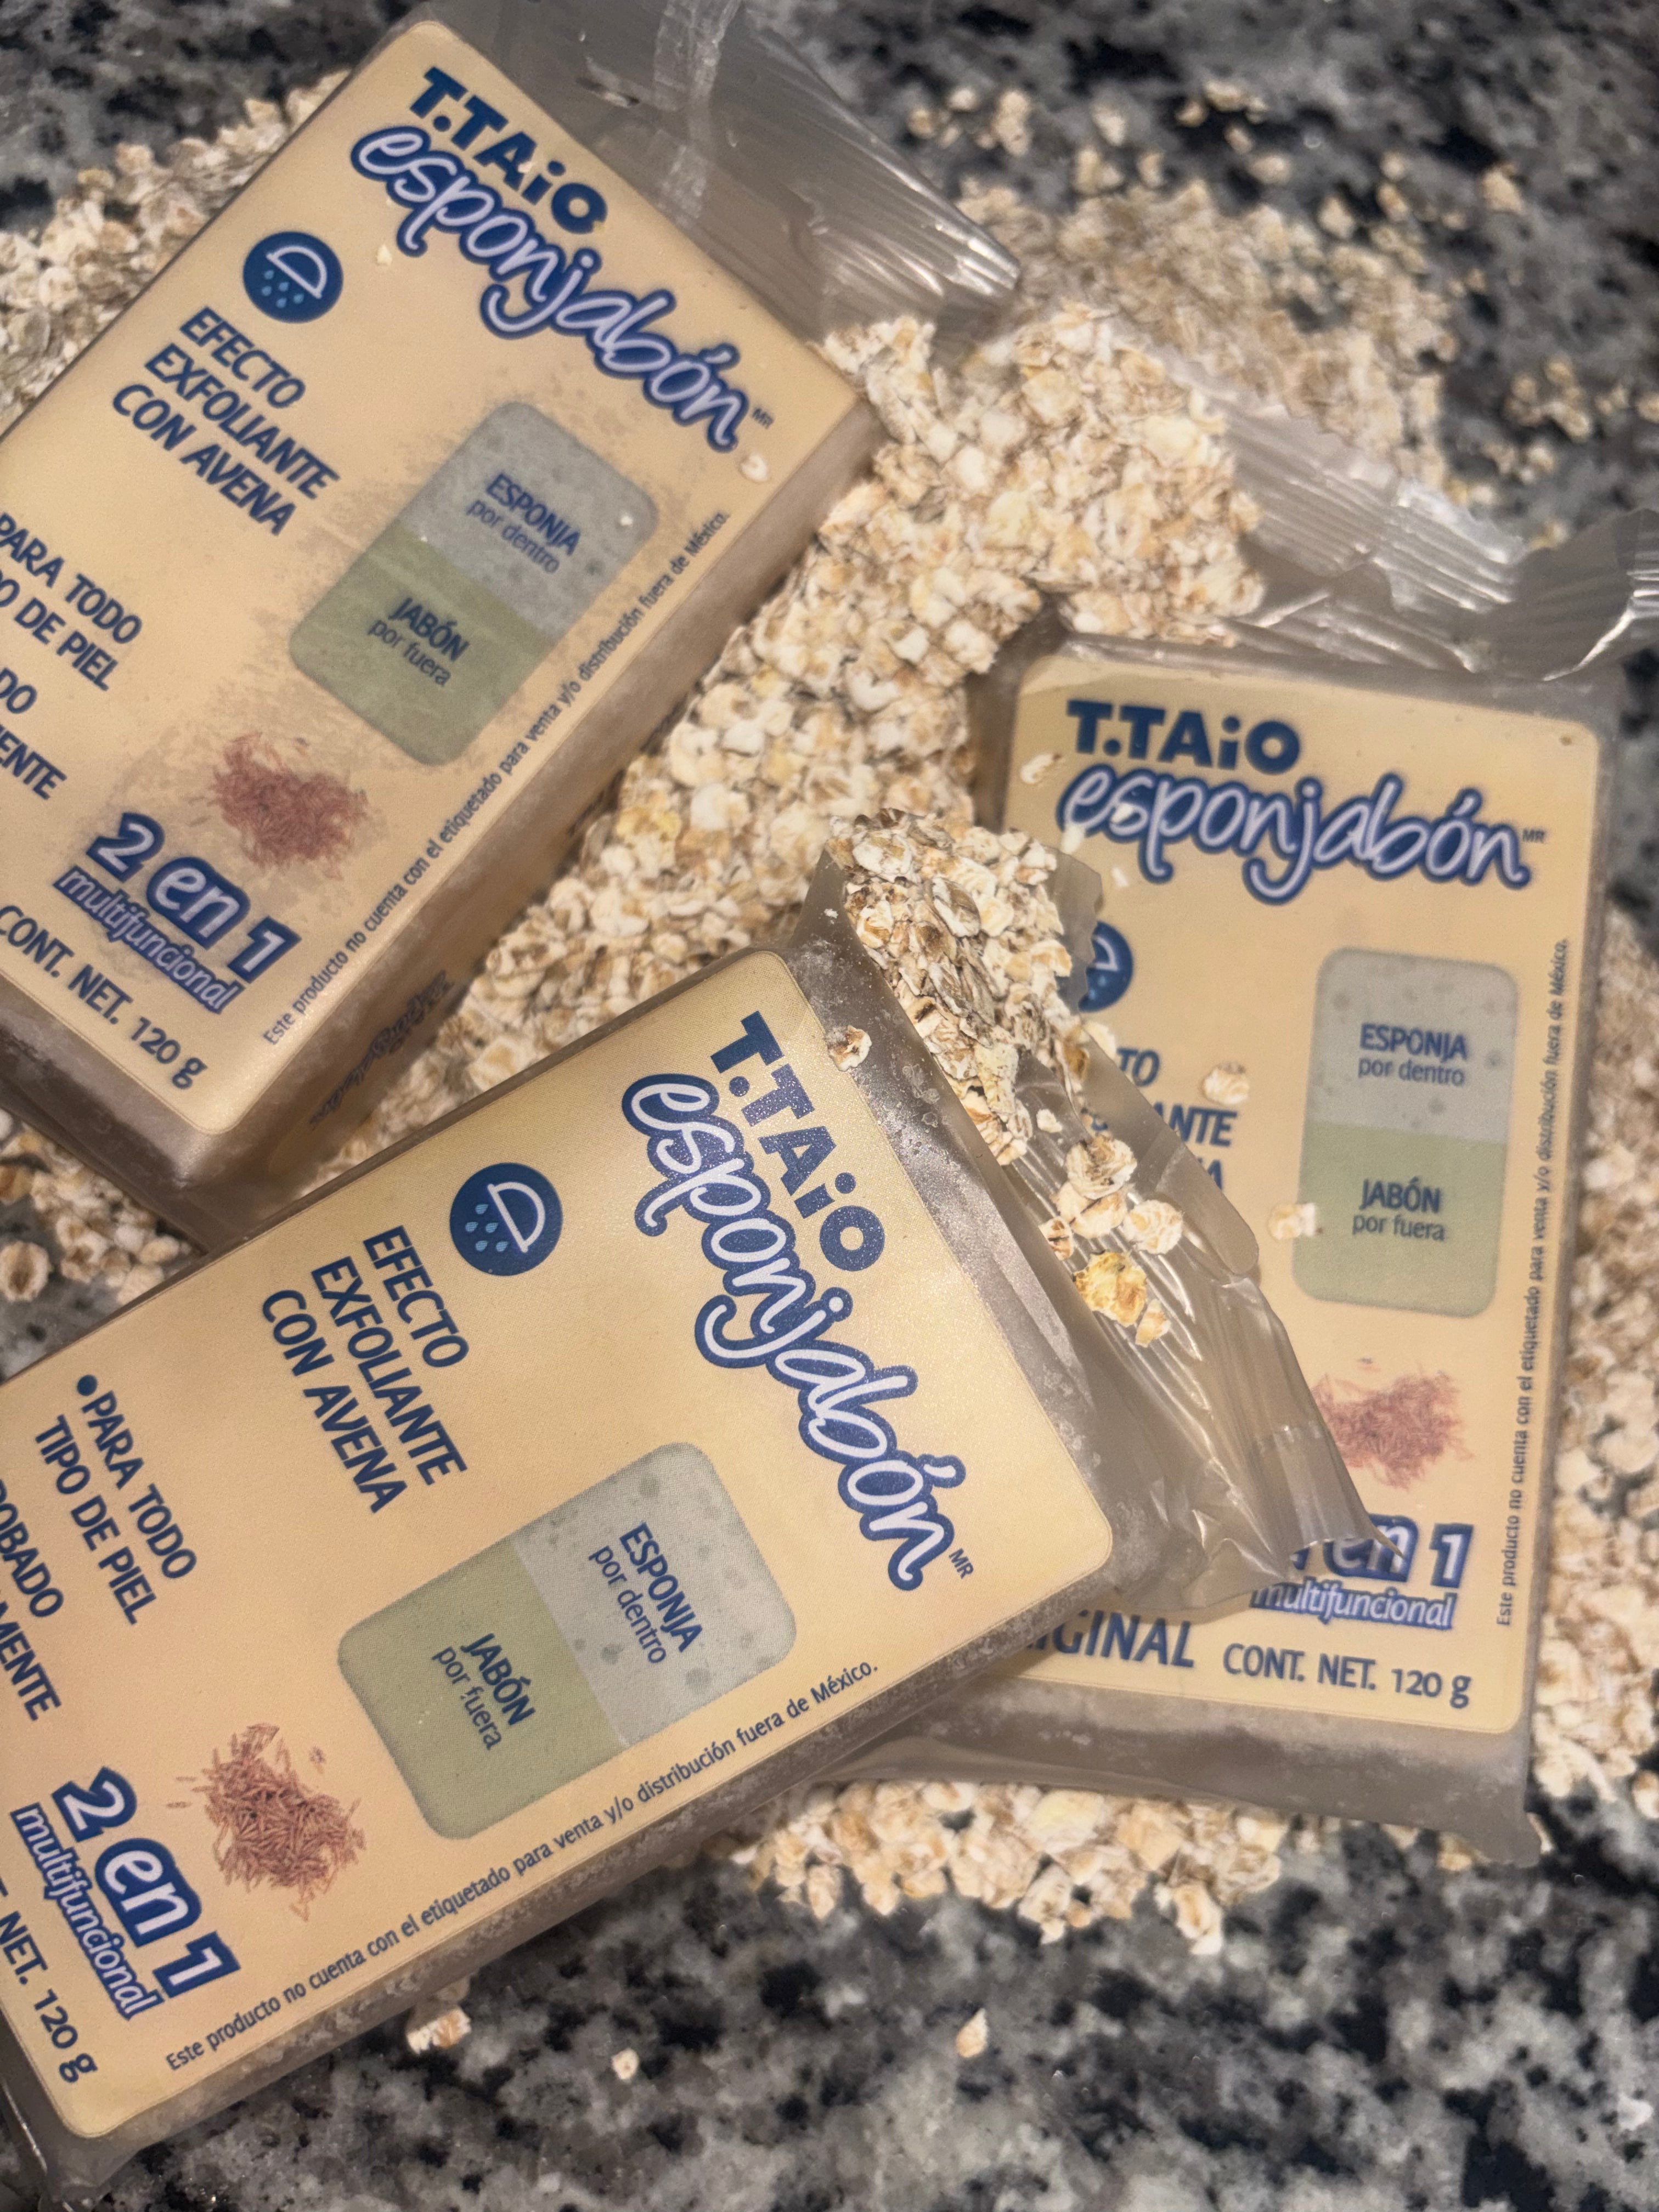 T.TAiO
esponjabón MR
EFECTO
EXFOLIANTE
CON AVENA
ESPONJA
por dentro
JABÓN
por fuera
PARA TODO
DE PIEL
2 en 1
multifuncional
CONT. NET. 120 g
Este producto no cuenta con el etiquetado para venta y/o distribución fuera de México.
T.TAiO
esponjabón MR
ESPONJA
por dentro
JABÓN
por fuera
en 1
multifuncional
CONT. NET. 120 g
Este producto no cuenta con el etiquetado para venta y/o distribución fuera de México.
T.TAiO
esponjabón MR
EFECTO
EXFOLIANTE
CON AVENA
ESPONJA
por dentro
JABÓN
por fuera
•PARA TODO
TIPO DE PIEL
2 en 1
multifuncional
NET. 120 g
Este producto no cuenta con el etiquetado para venta y/o distribución fuera de México.